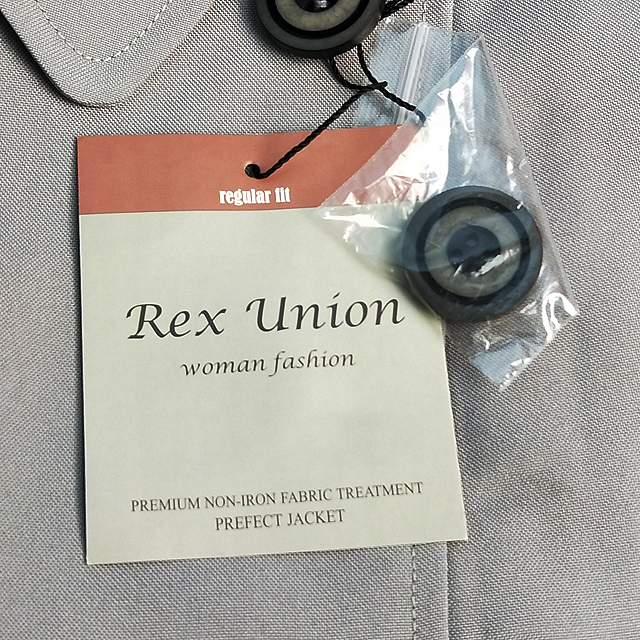 regular fit
Rex Union
woman fashion
PREMIUM NON-IRON FABRIC TREATMENT
PREFECT JACKET